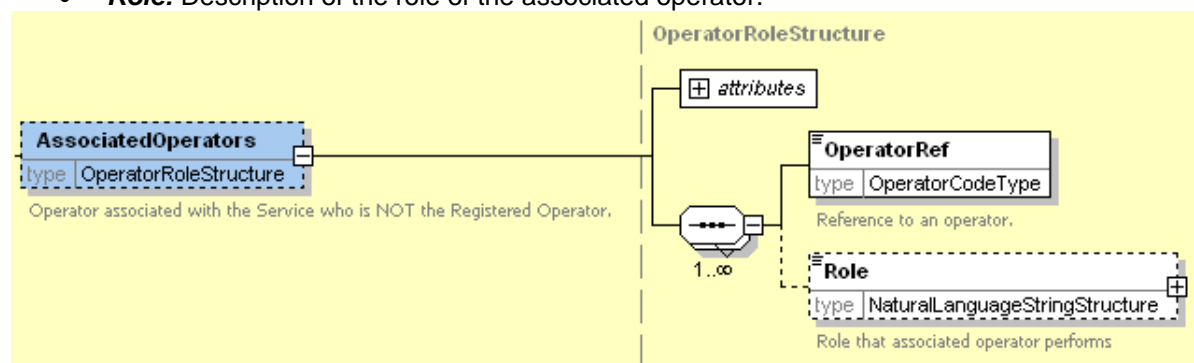 • Role: Description of the role of the associated operator.
OperatorRoleStructure
attributes
AssociatedOperators
type OperatorRoleStructure
Operator associated with the Service who is NOT the Registered Operator.
OperatorRef
type OperatorCodeType
Reference to an operator.
1..∞
Role
type NaturalLanguageStringStructure
Role that associated operator performs